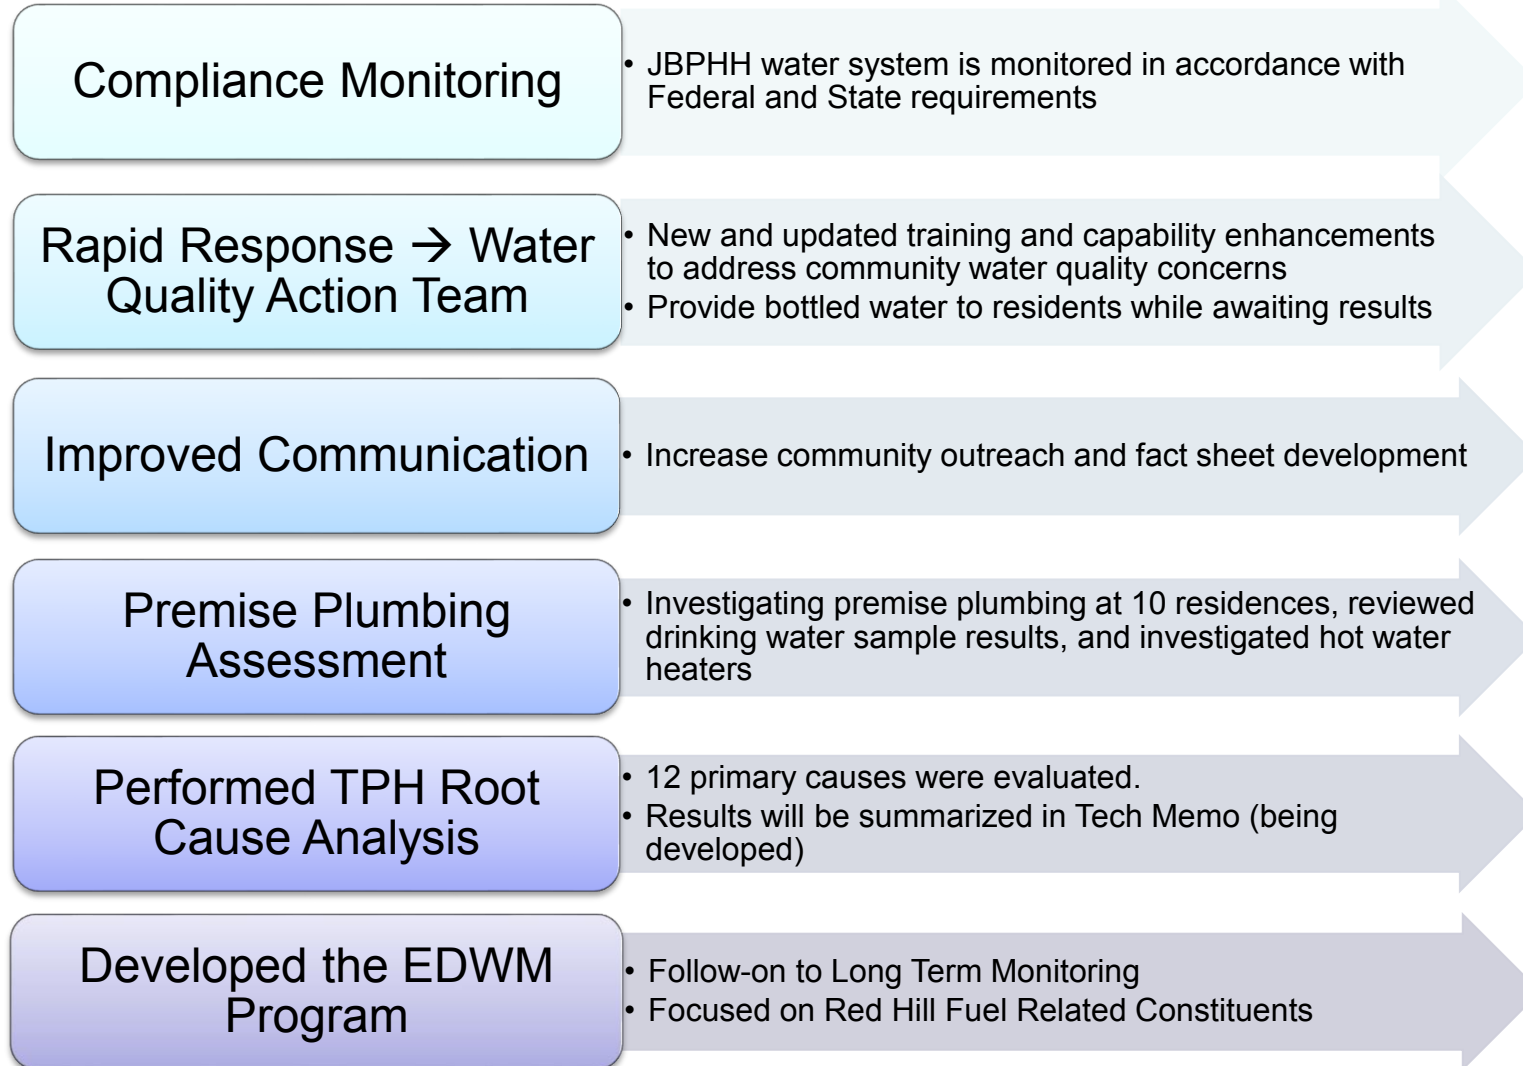 Compliance Monitoring
• JBPHH water system is monitored in accordance with
Federal and State requirements
Rapid Response → Water
Quality Action Team
• New and updated training and capability enhancements
to address community water quality concerns
• Provide bottled water to residents while awaiting results
Improved Communication
• Increase community outreach and fact sheet development
Premise Plumbing
Assessment
• Investigating premise plumbing at 10 residences, reviewed
drinking water sample results, and investigated hot water
heaters
Performed TPH Root
Cause Analysis
• 12 primary causes were evaluated.
• Results will be summarized in Tech Memo (being
developed)
Developed the EDWM
Program
• Follow-on to Long Term Monitoring
• Focused on Red Hill Fuel Related Constituents